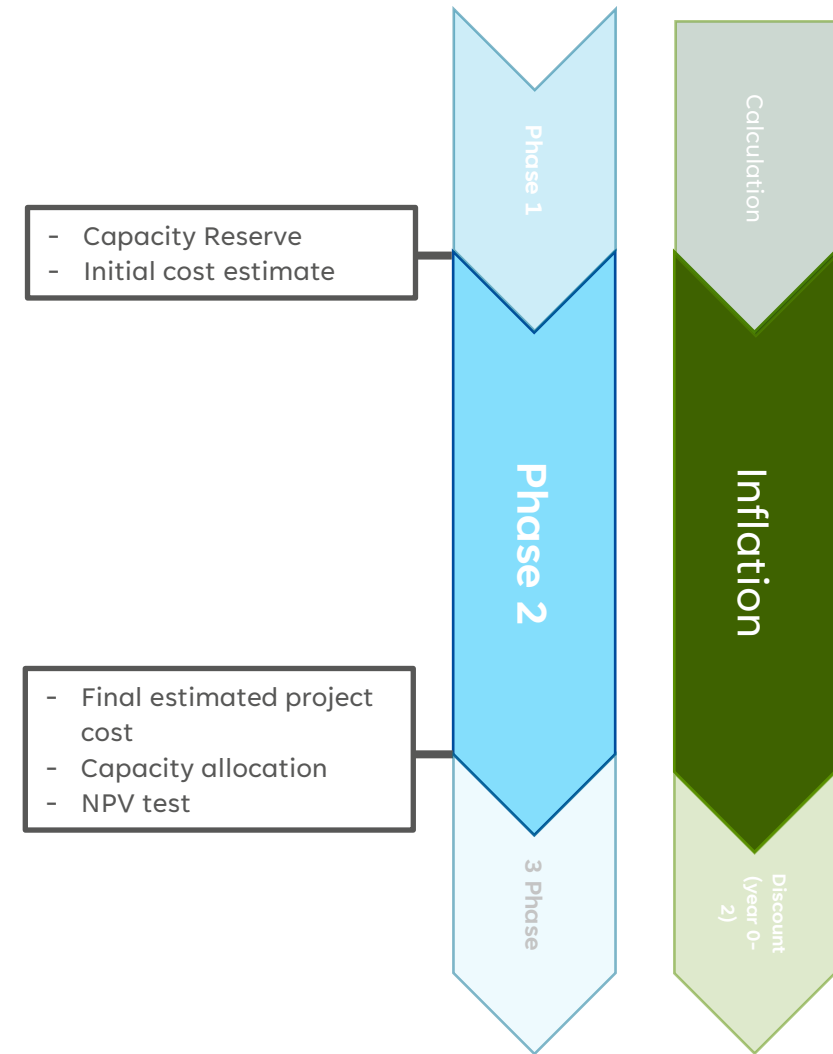 Phase 1
Calculation
- Capacity Reserve
- Initial cost estimate
Phase 2
Inflation
- Final estimated project
cost
- Capacity allocation
- NPV test
3 Phase
Discount
(year 0-
2)